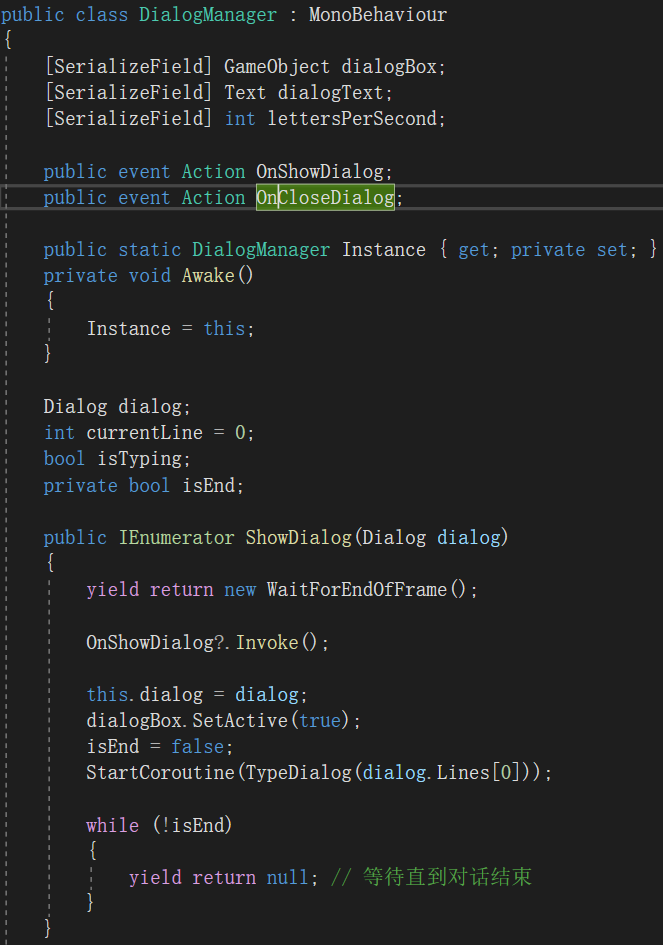 public class DialogManager : MonoBehaviour
{
    [SerializeField] GameObject dialogBox;
    [SerializeField] Text dialogText;
    [SerializeField] int lettersPerSecond;

    public event Action OnShowDialog;
    public event Action OnCloseDialog;

    public static DialogManager Instance { get; private set; }
    private void Awake()
    {
        Instance = this;
    }

    Dialog dialog;
    int currentLine = 0;
    bool isTyping;
    private bool isEnd;

    public IEnumerator ShowDialog(Dialog dialog)
    {
        yield return new WaitForEndOfFrame();

        OnShowDialog?.Invoke();

        this.dialog = dialog;
        dialogBox.SetActive(true);
        isEnd = false;
        StartCoroutine(TypeDialog(dialog.Lines[0]));

        while (!isEnd)
        {
            yield return null; // 等待直到对话结束
        }
    }